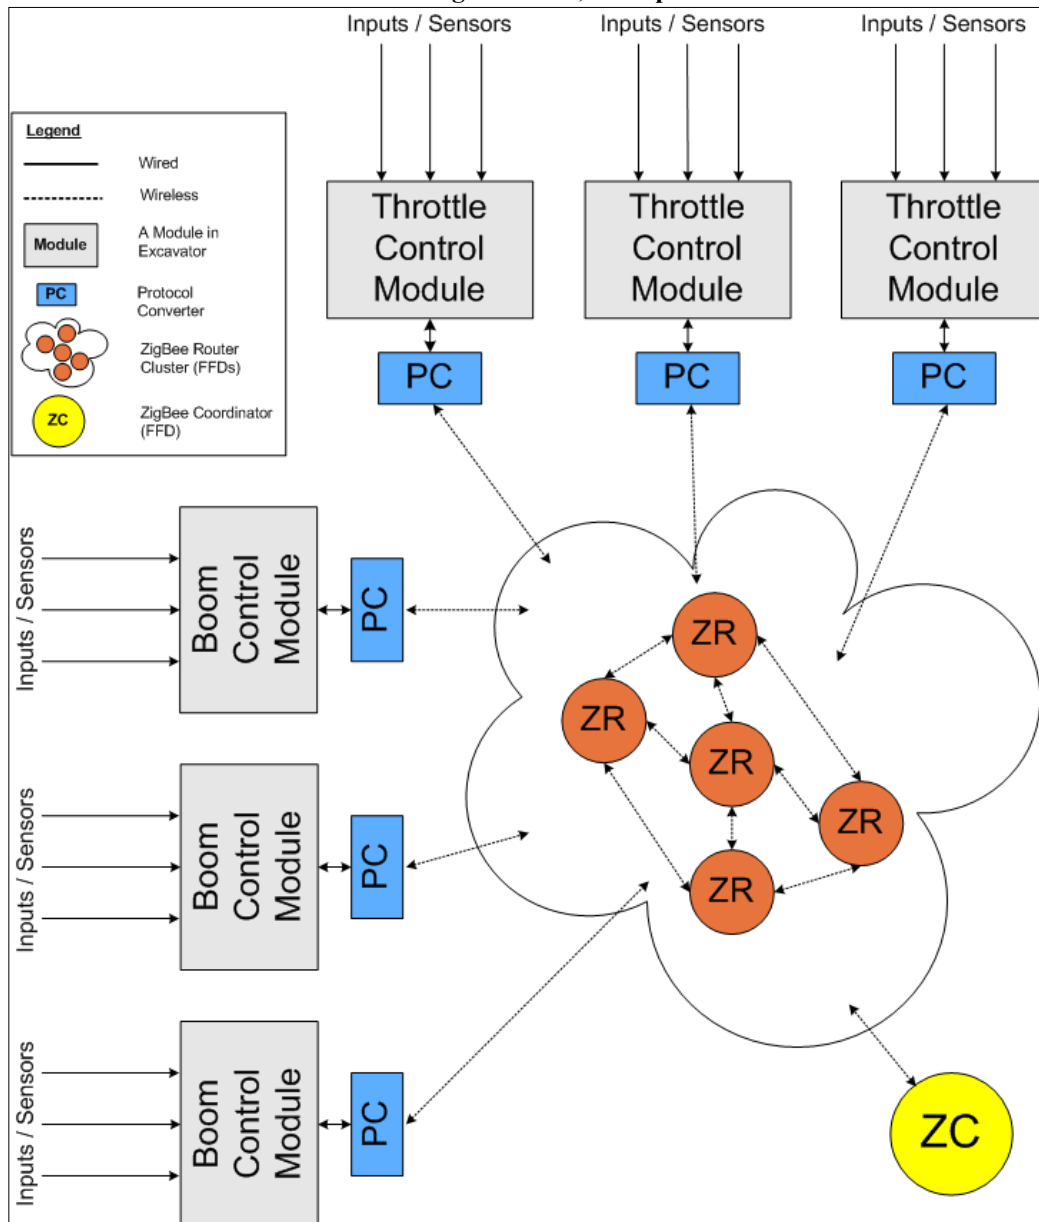 Inputs / Sensors
Inputs / Sensors
Inputs / Sensors
Legend
Wired
Wireless
Module
A Module in
Excavator
PC
Protocol
Converter
ZigBee Router
Cluster (FFDs)
ZC
ZigBee Coordinator
(FFD)
Throttle
Control
Module
Throttle
Control
Module
Throttle
Control
Module
PC
PC
PC
Inputs / Sensors
Boom
Control
Module
PC
Inputs / Sensors
Boom
Control
Module
PC
Inputs / Sensors
Boom
Control
Module
PC
ZR
ZR
ZR
ZR
ZR
ZC